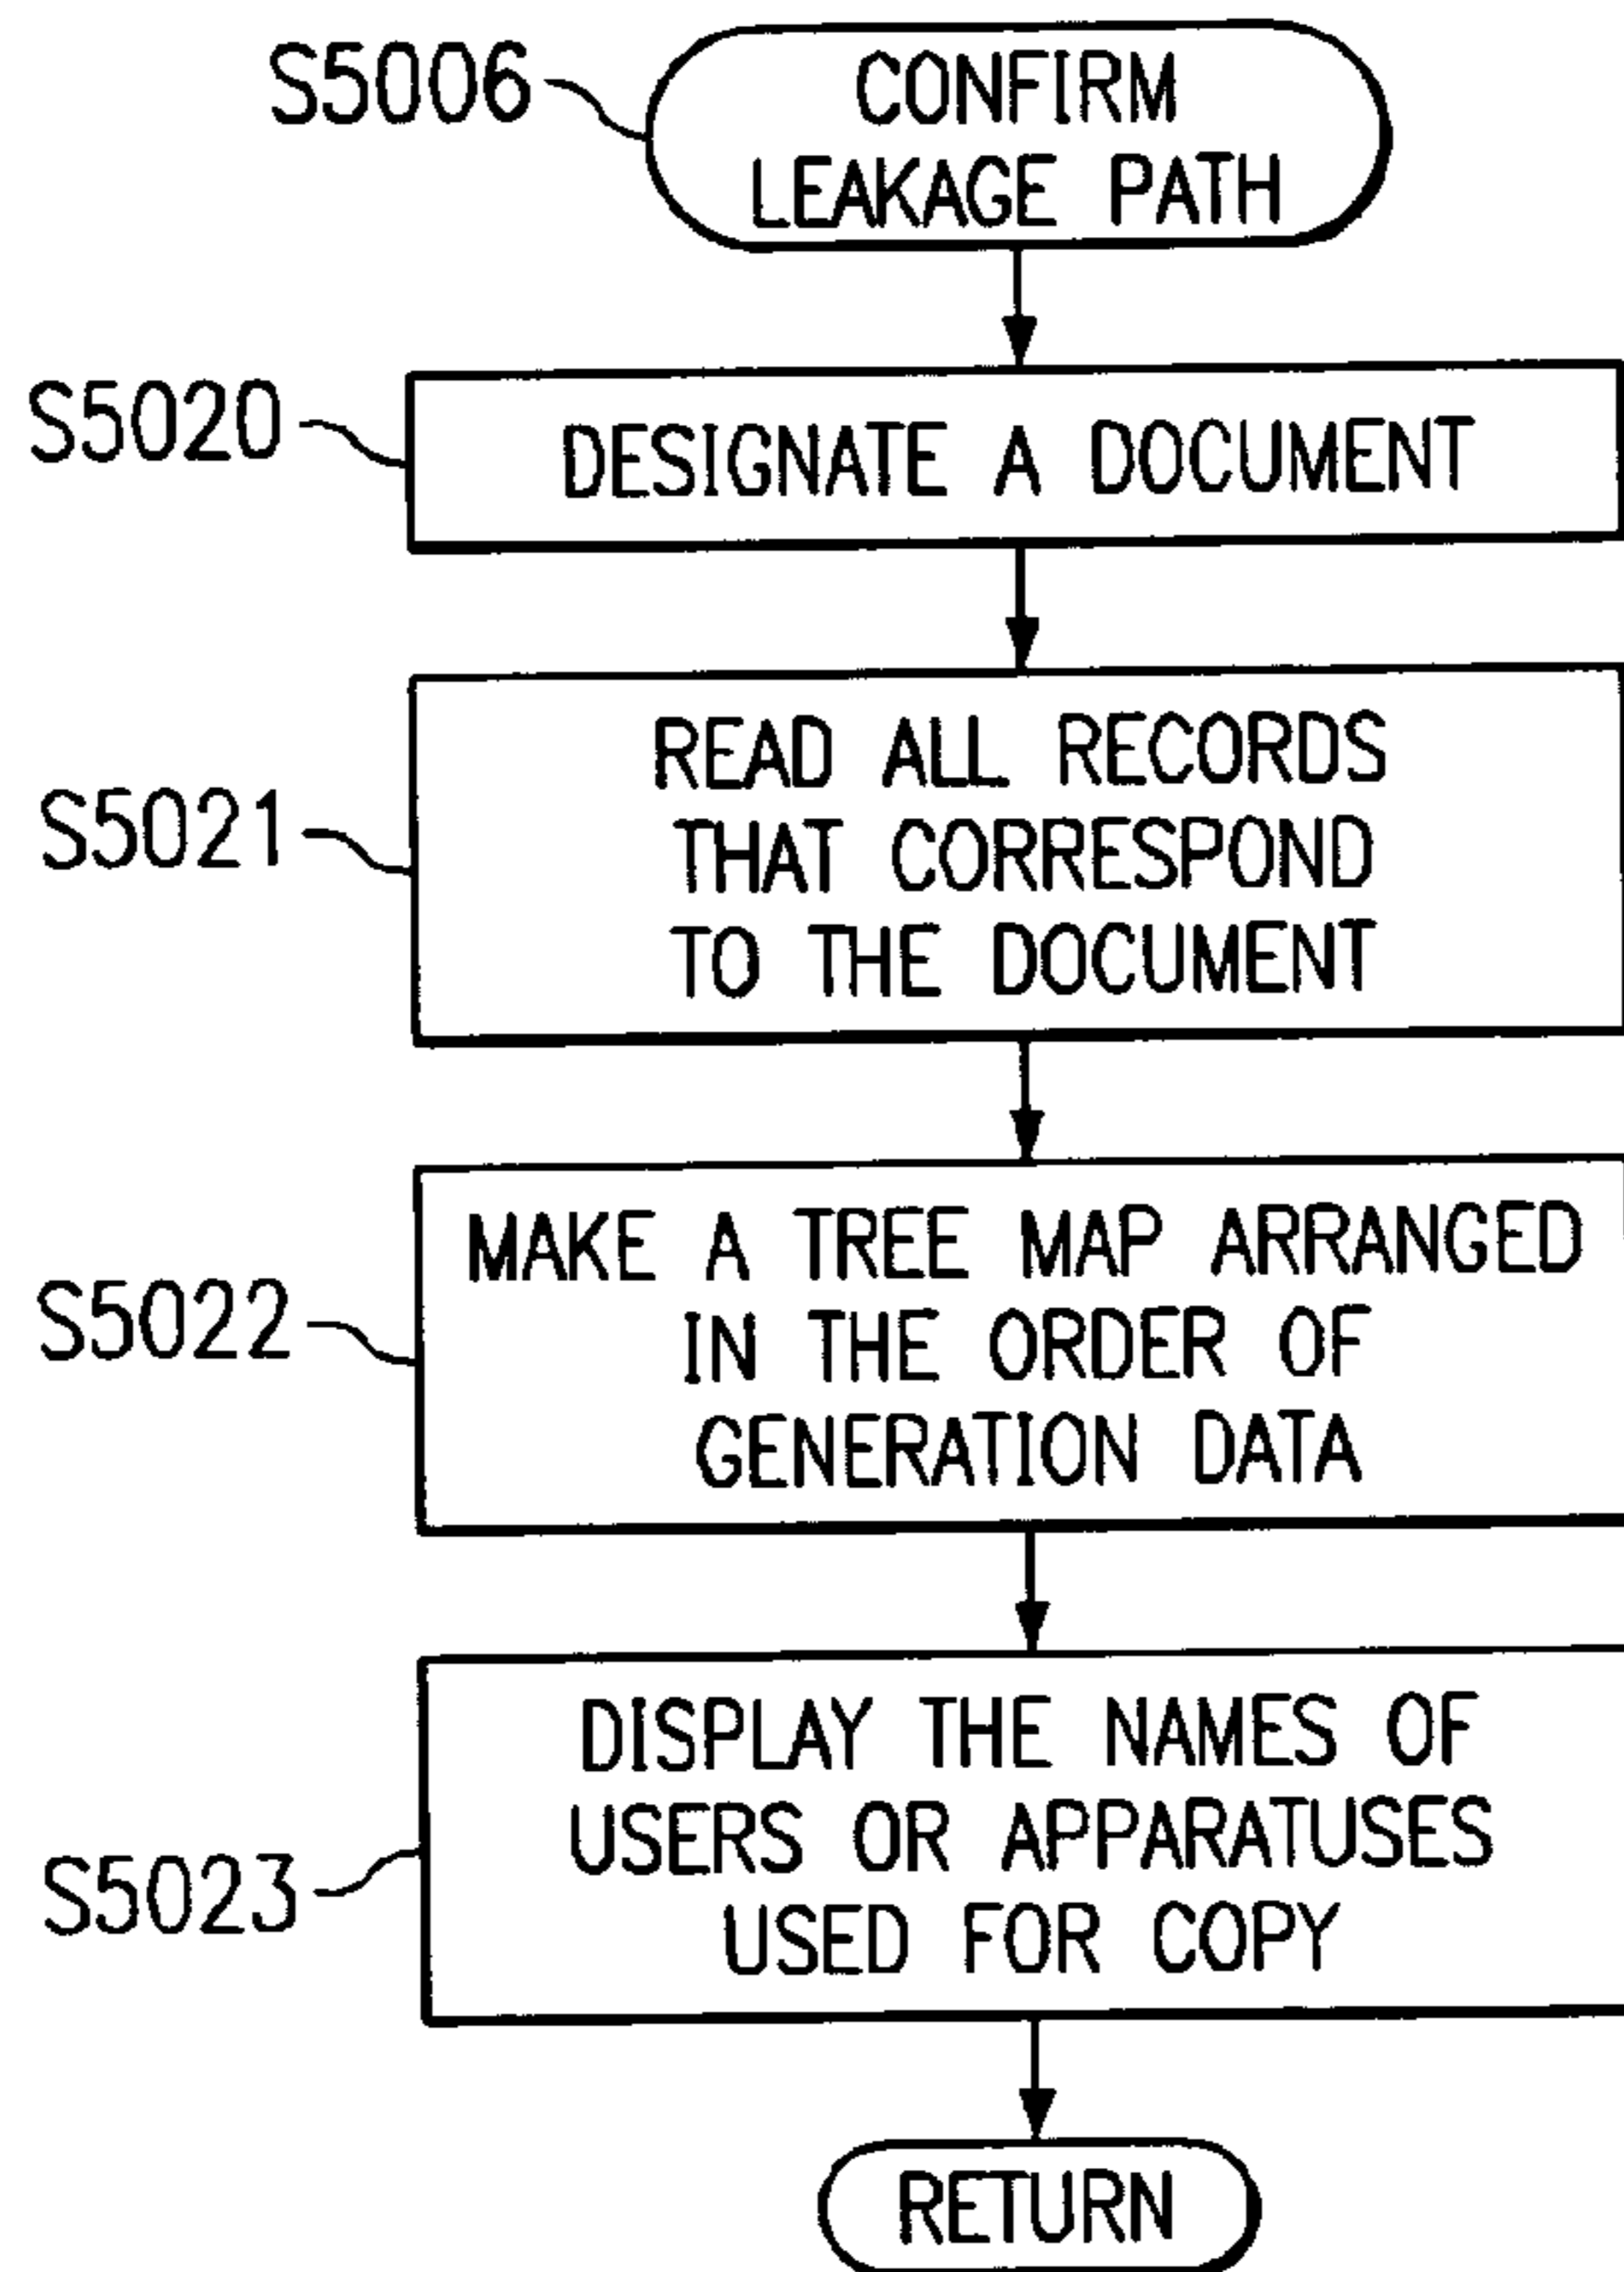 S5006
CONFIRM
LEAKAGE PATH
S5020
DESIGNATE A DOCUMENT
S5021
READ ALL RECORDS
THAT CORRESPOND
TO THE DOCUMENT
S5022
MAKE A TREE MAP ARRANGED
IN THE ORDER OF
GENERATION DATA
S5023
DISPLAY THE NAMES OF
USERS OR APPARATUSES
USED FOR COPY
RETURN